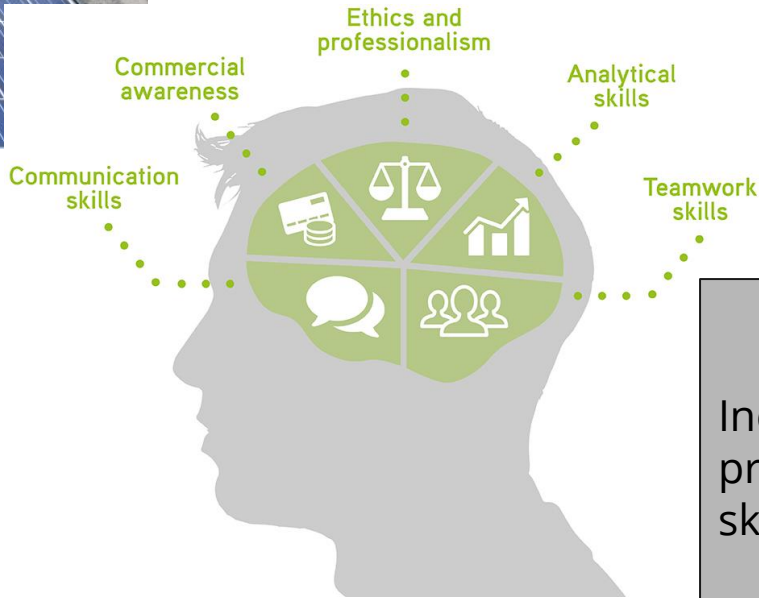 Ethics and
professionalism
Commercial
awareness
Analytical
skills
Communication
skills
Teamwork
skills